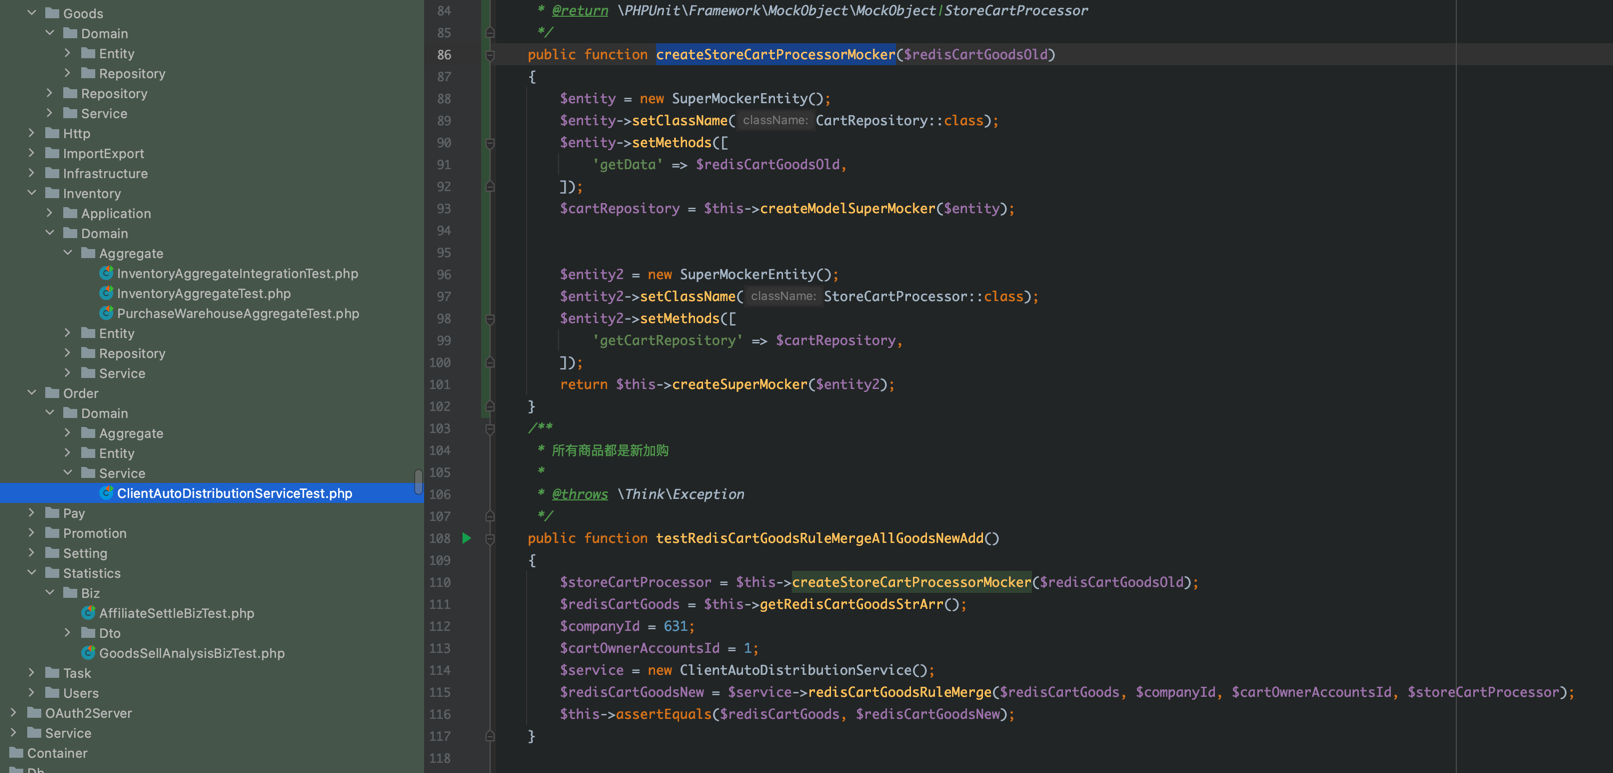 Goods
Domain
Entity
Repository
Repository
Service
Http
ImportExport
Infrastructure
Inventory
Application
Domain
Aggregate
InventoryAggregateIntegrationTest.php
InventoryAggregateTest.php
PurchaseWarehouseAggregateTest.php
Entity
Repository
Service
Order
Domain
Aggregate
Entity
Service
ClientAutoDistributionServiceTest.php
Pay
Promotion
Setting
Statistics
Biz
AffiliateSettleBizTest.php
Dto
GoodsSellAnalysisBizTest.php
Task
Users
OAuth2Server
Service
Container
Db
84 * @return \PHPUnit\Framework\MockObject\MockObject|StoreCartProcessor
85 */
86 public function createStoreCartProcessorMocker($redisCartGoodsOld)
87 {
88 $entity = new SuperMockerEntity();
89 $entity->setClassName( className: CartRepository::class);
90 $entity->setMethods([
91 'getData' => $redisCartGoodsOld,
92 ]);
93 $cartRepository = $this->createModelSuperMocker($entity);
94
95
96 $entity2 = new SuperMockerEntity();
97 $entity2->setClassName( className: StoreCartProcessor::class);
98 $entity2->setMethods([
99 'getCartRepository' => $cartRepository,
100 ]);
101 return $this->createSuperMocker($entity2);
102 }
103 /**
104 * 所有商品都是新加购
105 *
106 * @throws \Think\Exception
107 */
108 public function testRedisCartGoodsRuleMergeAllGoodsNewAdd()
109 {
110 $storeCartProcessor = $this->createStoreCartProcessorMocker($redisCartGoodsOld);
111 $redisCartGoods = $this->getRedisCartGoodsStrArr();
112 $companyId = 631;
113 $cartOwnerAccountsId = 1;
114 $service = new ClientAutoDistributionService();
115 $redisCartGoodsNew = $service->redisCartGoodsRuleMerge($redisCartGoods, $companyId, $cartOwnerAccountsId, $storeCartProcessor);
116 $this->assertEquals($redisCartGoods, $redisCartGoodsNew);
117 }
118